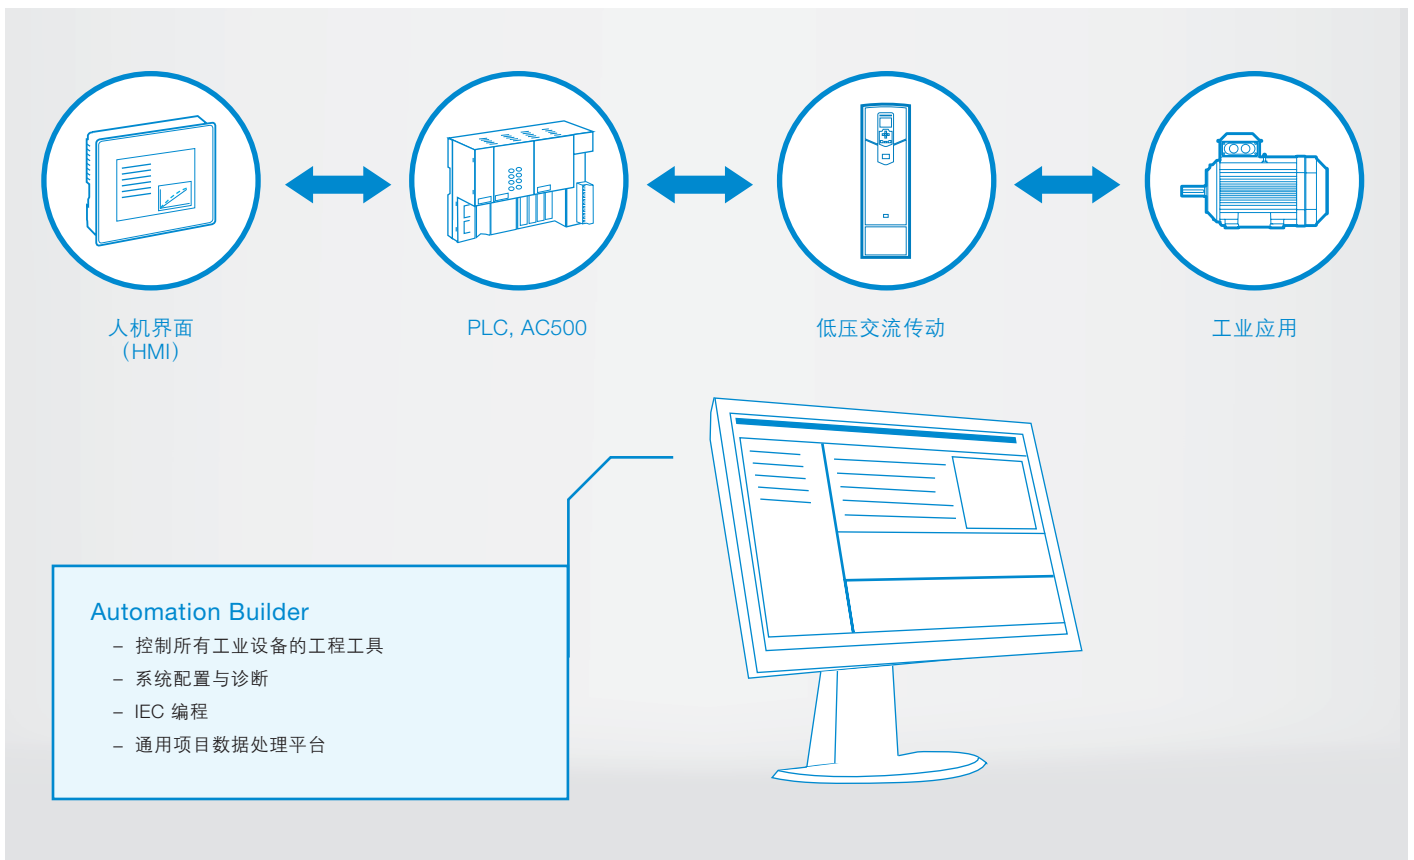 人机界面
（HMI）
PLC, AC500
低压交流传动
工业应用
Automation Builder
– 控制所有工业设备的工程工具
– 系统配置与诊断
– IEC 编程
– 通用项目数据处理平台